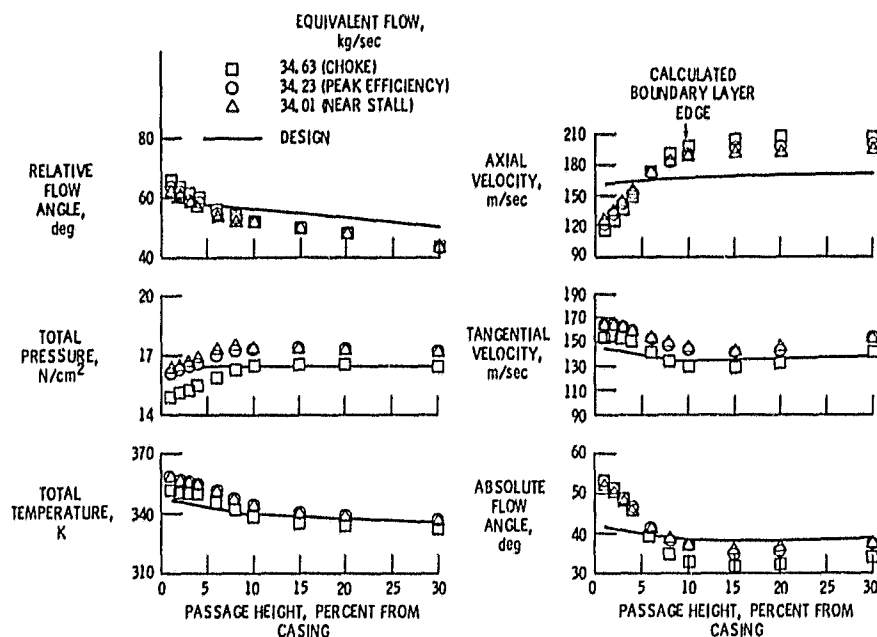 EQUIVALENT FLOW,
kg/sec
34.63 (CHOKE)
34.23 (PEAK EFFICIENCY)
34.01 (NEAR STALL)
DESIGN
80
60
40
RELATIVE
FLOW
ANGLE,
deg
CALCULATED
BOUNDARY LAYER
EDGE
210
180
150
120
90
AXIAL
VELOCITY,
m/sec
20
17
14
TOTAL
PRESSURE,
N/cm2
190
170
150
130
110
90
TANGENTIAL
VELOCITY,
m/sec
370
340
310
TOTAL
TEMPERATURE,
K
0 5 10 15 20 25 30
PASSAGE HEIGHT, PERCENT FROM
CASING
60
50
40
30
ABSOLUTE
FLOW
ANGLE,
deg
0 5 10 15 20 25 30
PASSAGE HEIGHT, PERCENT FROM
CASING